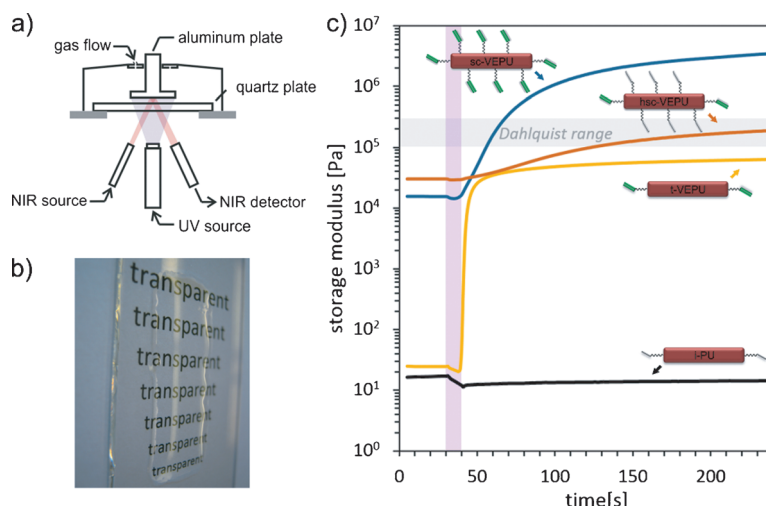 a)
gas flow
aluminum plate
quartz plate
NIR source
NIR detector
UV source
b)
transparent
transparent
transparent
transparent
transparent
transparent
transparent
c)
storage modulus [Pa]
10⁷
10⁶
10⁵
10⁴
10³
10²
10¹
10⁰
sc-VEPU
hsc-VEPU
Dahlquist range
t-VEPU
l-PU
0
50
100
150
200
time[s]